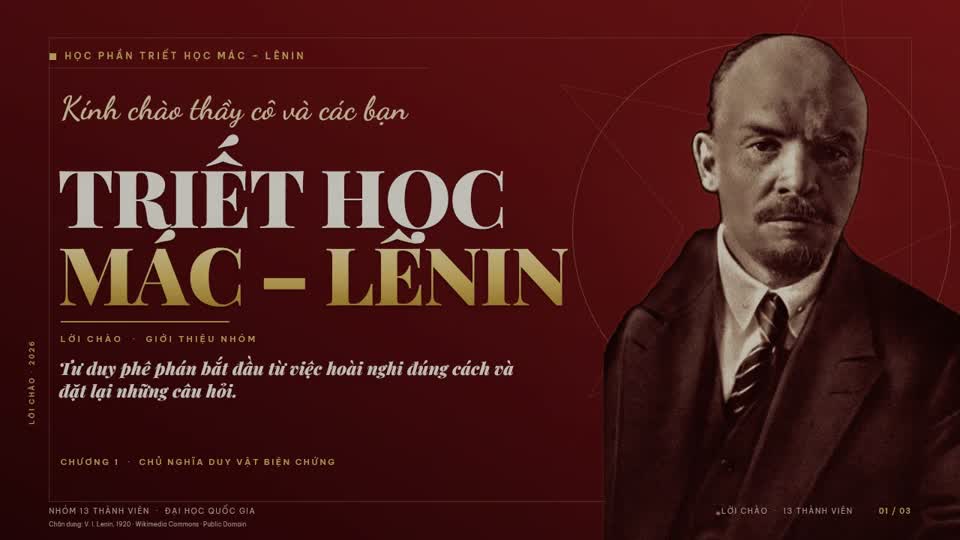 HỌC PHẦN TRIẾT HỌC MÁC – LÊNIN
Kính chào thầy cô và các bạn
TRIẾT HỌC
MÁC – LÊNIN
LỜI CHÀO · GIỚI THIỆU NHÓM
Tư duy phê phán bắt đầu từ việc hoài nghi đúng cách và
đặt lại những câu hỏi.
LỜI CHÀO · 2026
CHƯƠNG 1 · CHỦ NGHĨA DUY VẬT BIỆN CHỨNG
NHÓM 13 THÀNH VIÊN · ĐẠI HỌC QUỐC GIA
Chân dung: V. I. Lenin, 1920 · Wikimedia Commons · Public Domain
LỜI CHÀO · 13 THÀNH VIÊN
01 / 03